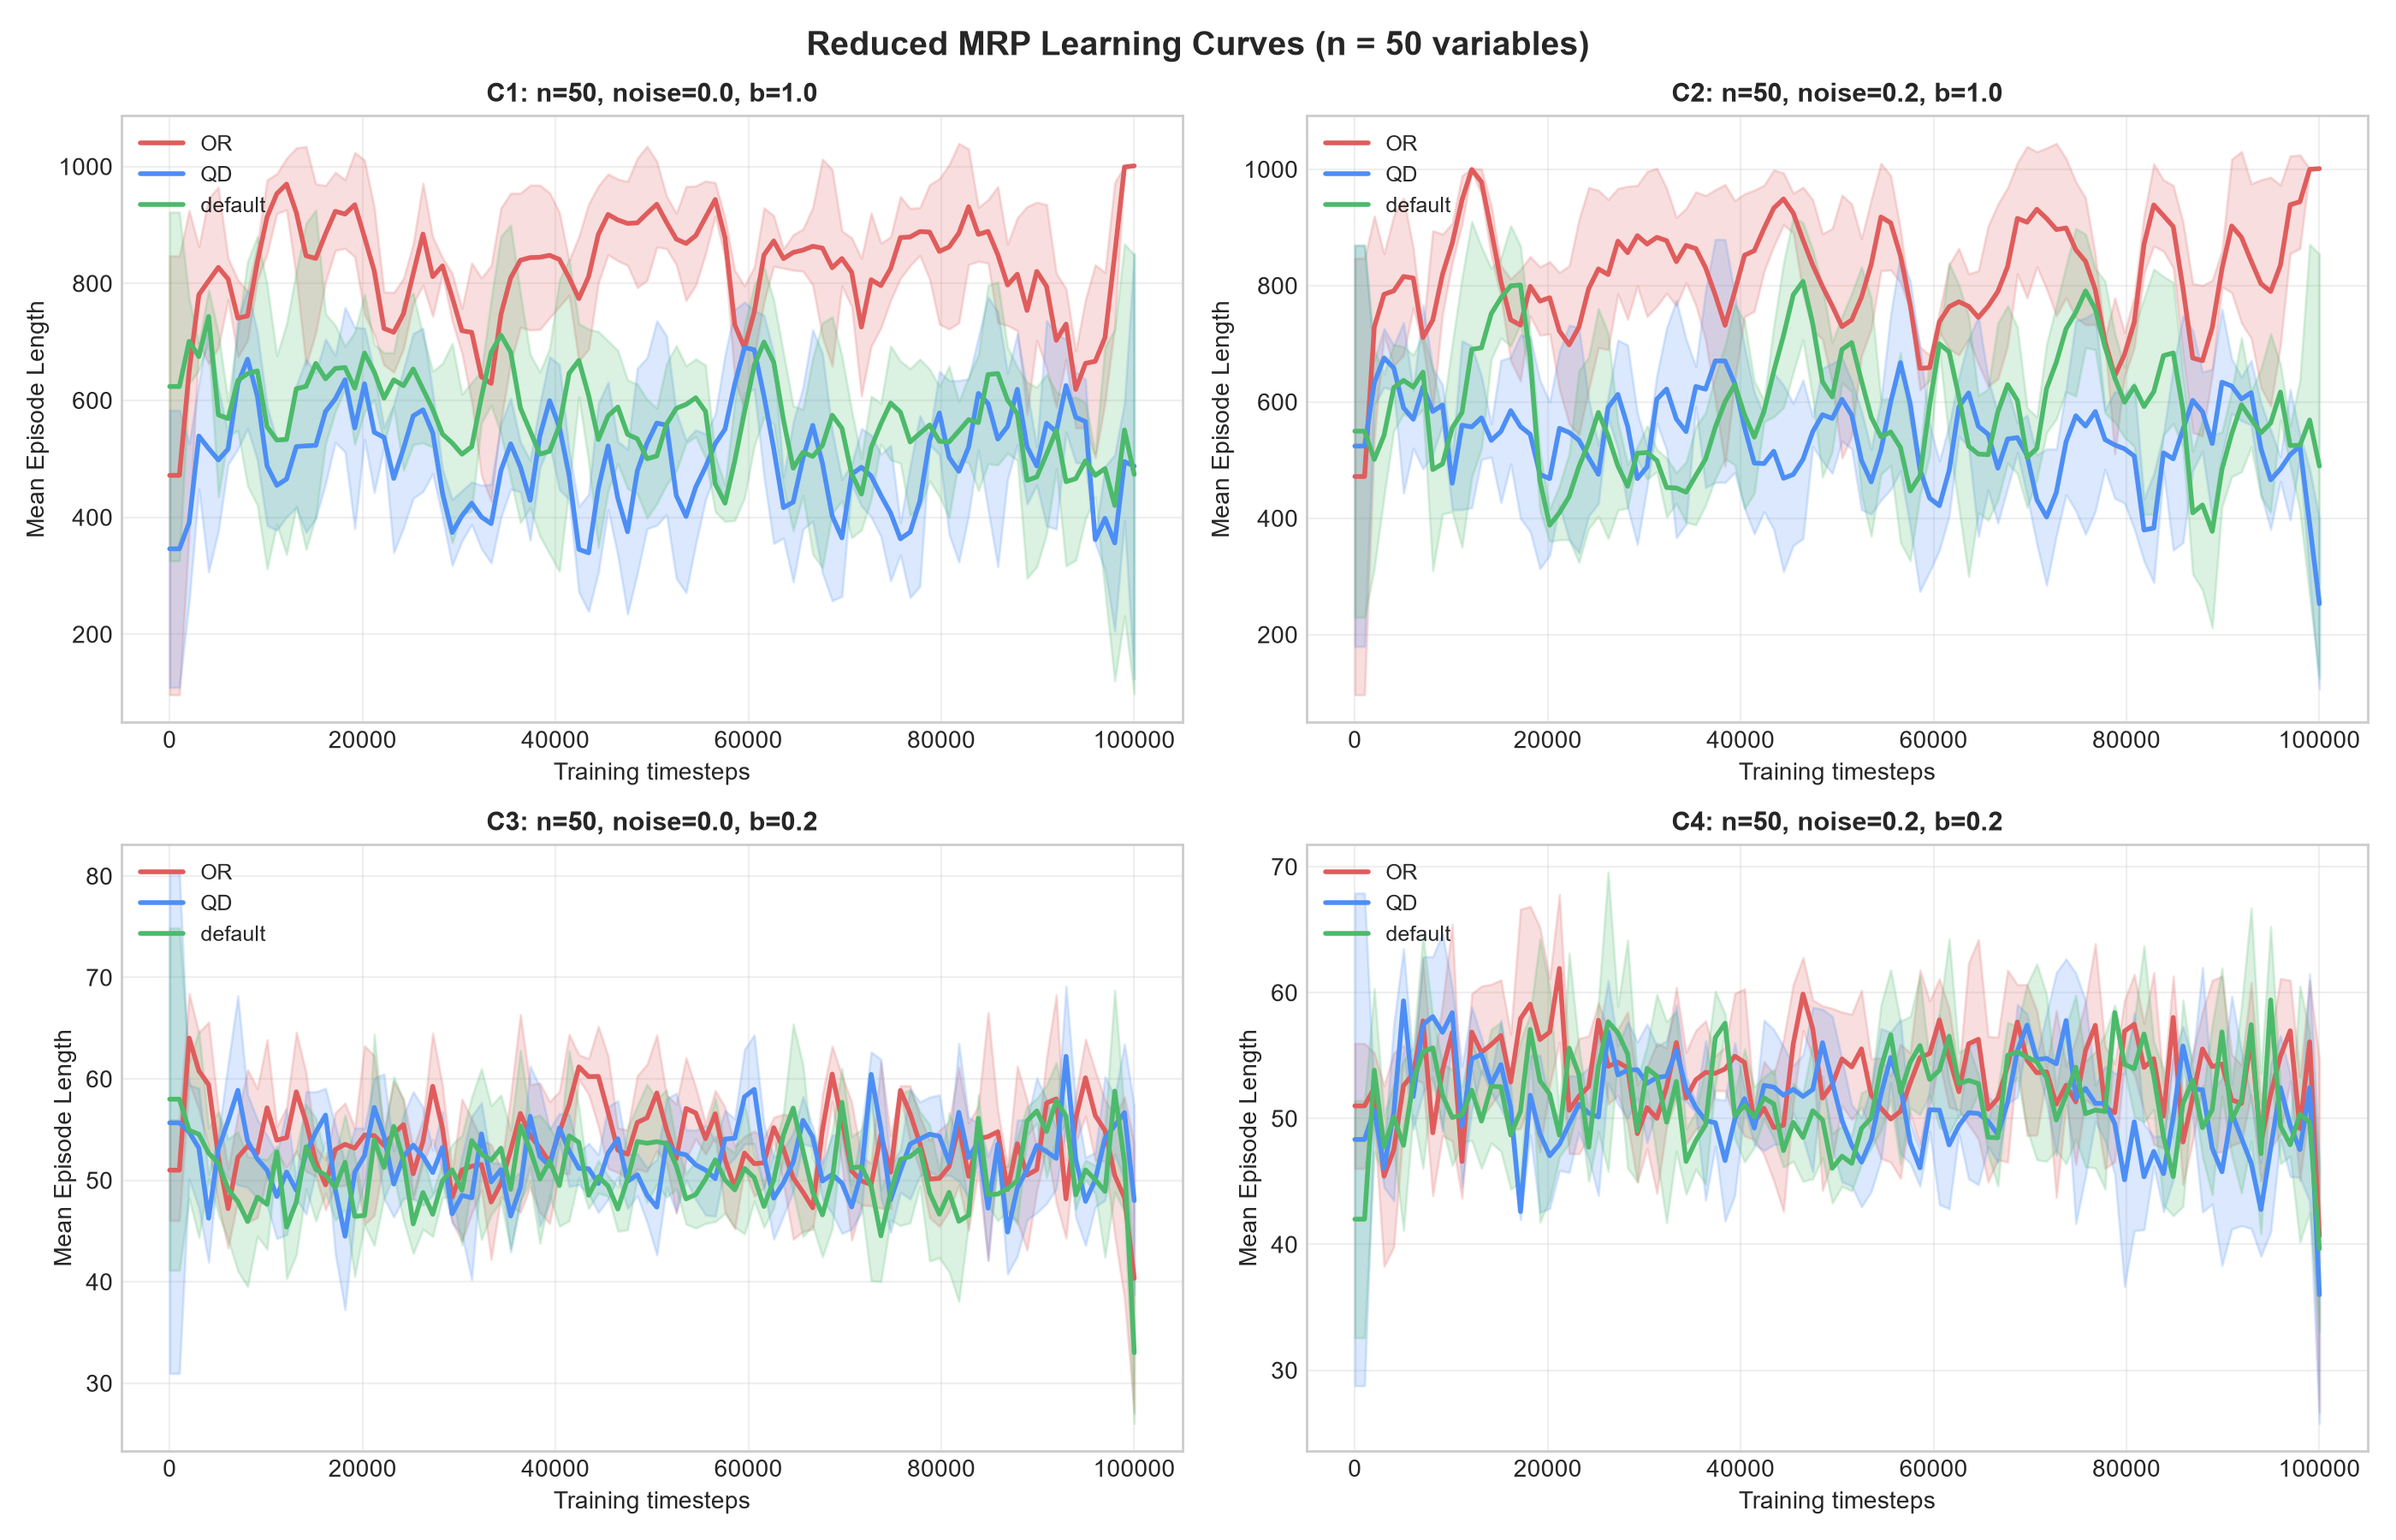 Reduced MRP Learning Curves (n = 50 variables)
C1: n=50, noise=0.0, b=1.0
OR
QD
default
1000
800
600
400
200
Mean Episode Length
0 20000 40000 60000 80000 100000
Training timesteps
C2: n=50, noise=0.2, b=1.0
OR
QD
default
1000
800
600
400
200
Mean Episode Length
0 20000 40000 60000 80000 100000
Training timesteps
C3: n=50, noise=0.0, b=0.2
OR
QD
default
80
70
60
50
40
30
Mean Episode Length
0 20000 40000 60000 80000 100000
Training timesteps
C4: n=50, noise=0.2, b=0.2
OR
QD
default
70
60
50
40
30
Mean Episode Length
0 20000 40000 60000 80000 100000
Training timesteps